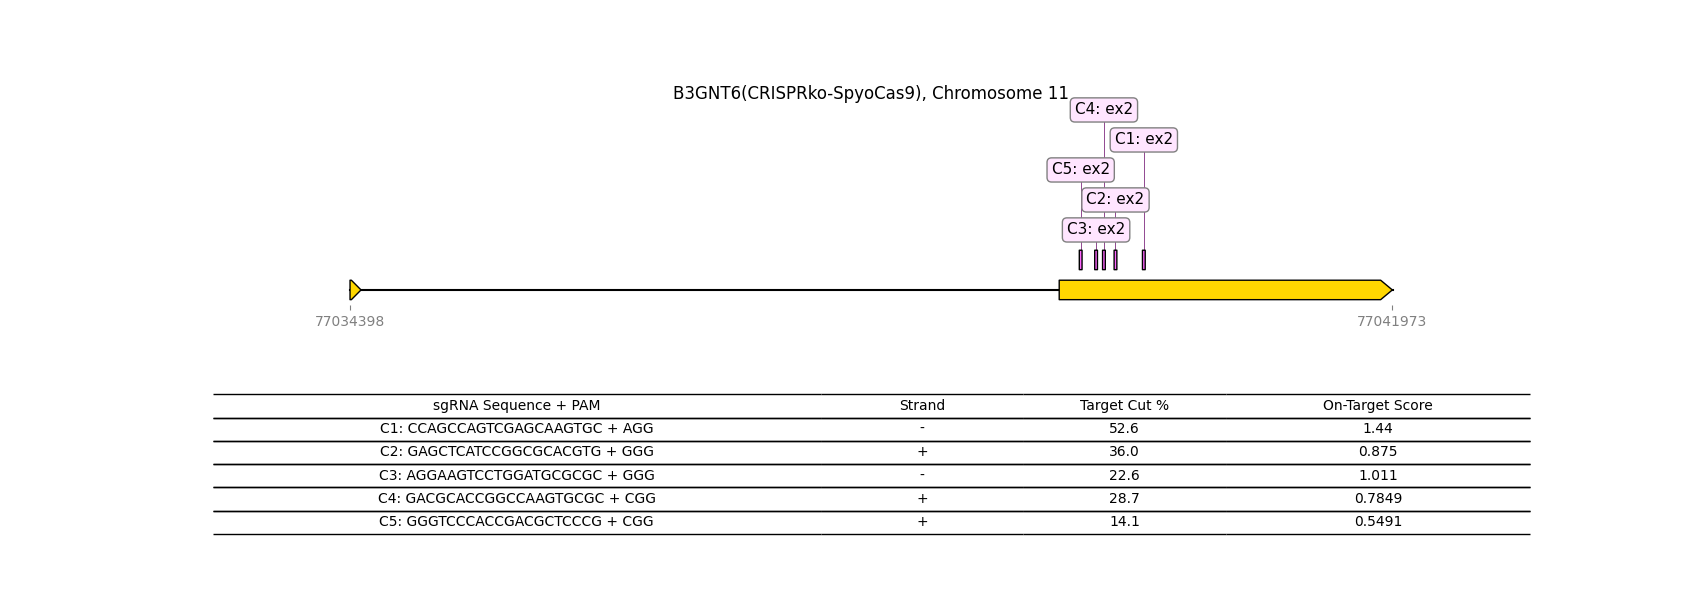 B3GNT6(CRISPRko-SpyoCas9), Chromosome 11
C4: ex2
C1: ex2
C5: ex2
C2: ex2
C3: ex2
77034398 77041973
sgRNA Sequence + PAM Strand Target Cut % On-Target Score
C1: CCAGCCAGTCGAGCAAGTGC + AGG - 52.6 1.44
C2: GAGCTCATCCGGCGCACGTG + GGG + 36.0 0.875
C3: AGGAAGTCCTGGATGCGCGC + GGG - 22.6 1.011
C4: GACGCACCGGCCAAGTGCGC + CGG + 28.7 0.7849
C5: GGGTCCCACCGACGCTCCCG + CGG + 14.1 0.5491